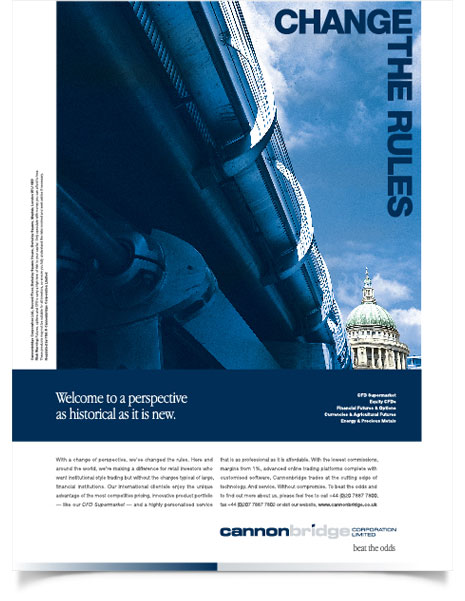 CHANGE
THE RULES
Welcome to a perspective
as historical as it is new.
CFD Supermarket
Equity CFDs
Financial Futures & Options
Currencies & Agricultural Futures
Energy & Precious Metals
With a change of perspective, we've changed the rules. Here and
around the world, we're making a difference for retail investors who
want institutional style trading but without the charges typical of large,
financial institutions. Our international clientele enjoy the unique
advantage of the most competitive pricing, innovative product portfolio
— like our CFD Supermarket — and a highly personalised service
that is as professional as it is affordable. With the lowest commissions,
margins from 1%, advanced online trading platforms complete with
customised software, Cannonbridge trades at the cutting edge of
technology. And service. Without compromise. To beat the odds and
to find out more about us, please feel free to call +44 (0)20 7667 7600,
fax +44 (0)207 7667 7602 or visit our website, www.cannonbridge.co.uk
cannonbridge CORPORATION
LIMITED
beat the odds